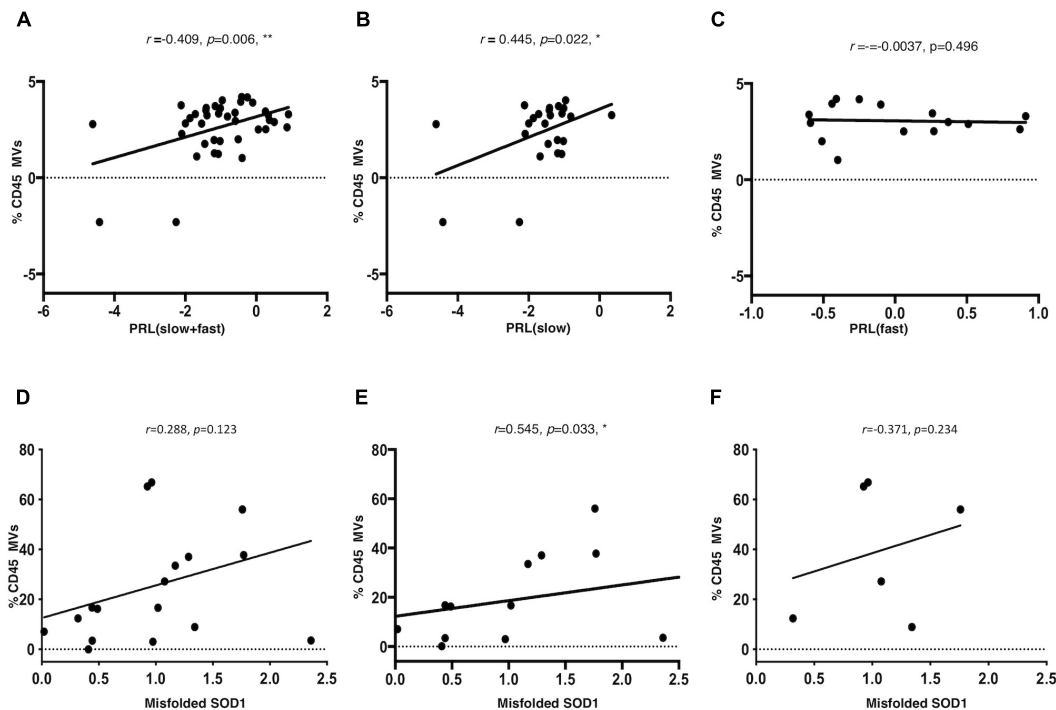 A
r =-0.409, p=0.006, **
5
0
-5
% CD45 MVs
-6 -4 -2 0 2
PRL(slow+fast)
B
r = 0.445, p=0.022, *
5
0
-5
% CD45 MVs
-6 -4 -2 0 2
PRL(slow)
C
r =-=-0.0037, p=0.496
5
0
-5
% CD45 MVs
-1.0 -0.5 0.0 0.5 1.0
PRL(fast)
D
r=0.288, p=0.123
80
60
40
20
0
% CD45 MVs
0.0 0.5 1.0 1.5 2.0 2.5
Misfolded SOD1
E
r=0.545, p=0.033, *
80
60
40
20
0
% CD45 MVs
0.0 0.5 1.0 1.5 2.0 2.5
Misfolded SOD1
F
r=-0.371, p=0.234
80
60
40
20
0
% CD45 MVs
0.0 0.5 1.0 1.5 2.0 2.5
Misfolded SOD1